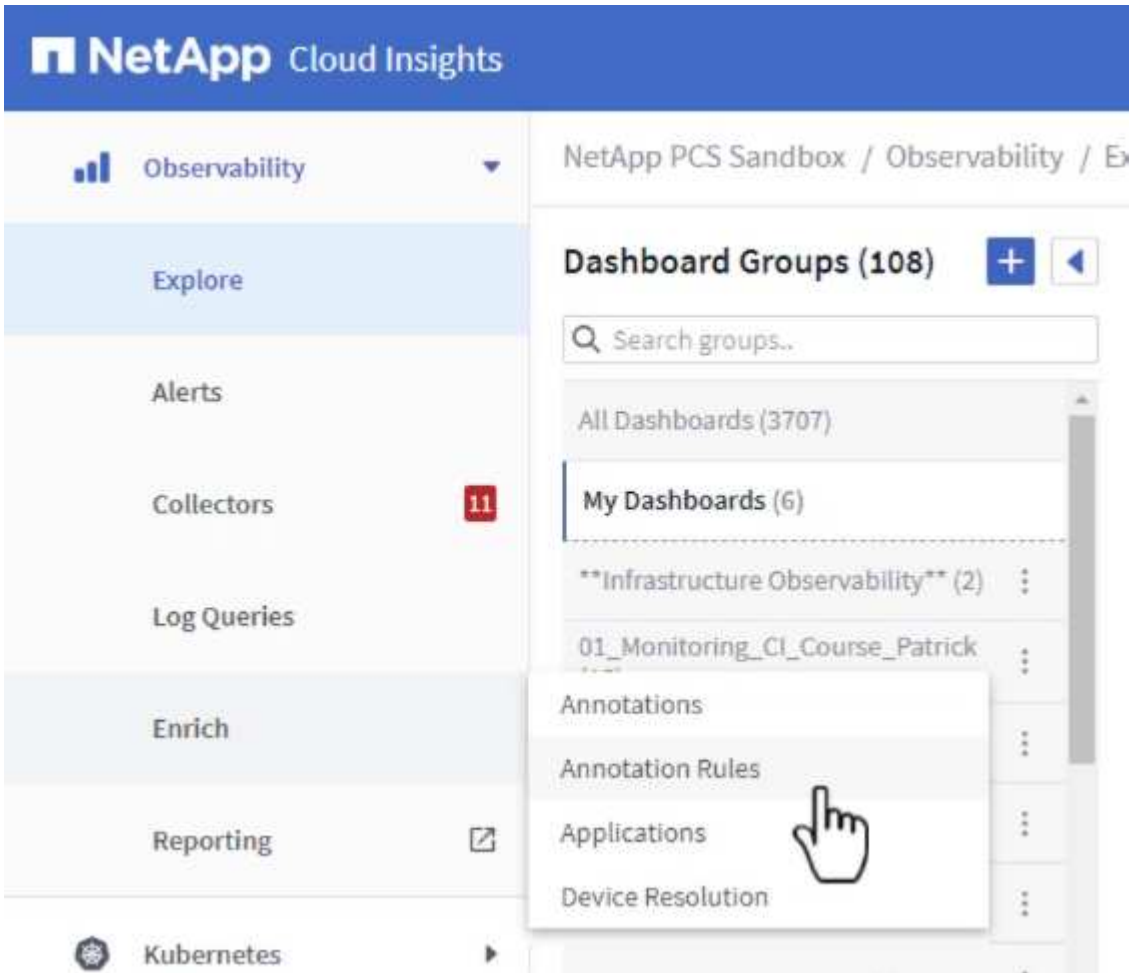 NetApp Cloud Insights
Observability
Explore
Alerts
Collectors 11
Log Queries
Enrich
Reporting
Kubernetes
NetApp PCS Sandbox / Observability / Ex
Dashboard Groups (108)
Search groups..
All Dashboards (3707)
My Dashboards (6)
**Infrastructure Observability** (2)
01_Monitoring_CI_Course_Patrick
Annotations
Annotation Rules
Applications
Device Resolution